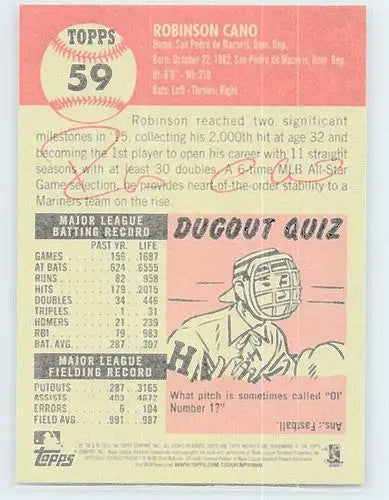 TOPPS
59
ROBINSON CANO
Home: San Pedro de Macoris, Dom. Rep.
Born: October 22, 1982, San Pedro de Macoris, Dom. Rep.
Ht: 6'0" Wt: 210
Bats: Left - Throws: Right
Robinson reached two significant
milestones in '15, collecting his 2,000th hit at age 32 and
becoming the 1st player to open his career with 11 straight
seasons with at least 30 doubles. A 6-time MLB All-Star
Game selection, he provides heart-of-the-order stability to a
Mariners team on the rise.
MAJOR LEAGUE
BATTING RECORD
PAST YR. LIFE
GAMES 156 1687
AT BATS 624 6555
RUNS 82 958
HITS 179 2015
DOUBLES 34 446
TRIPLES 1 31
HOMERS 21 239
RBI 79 983
BAT. AVG. .287 .307
MAJOR LEAGUE
FIELDING RECORD
PUTOUTS 287 3165
ASSISTS 403 4672
ERRORS 6 104
FIELD AVG. .991 .987
DUGOUT QUIZ
H
What pitch is sometimes called "Ol'
Number 1?"
Ans.: Fastball.
Topps